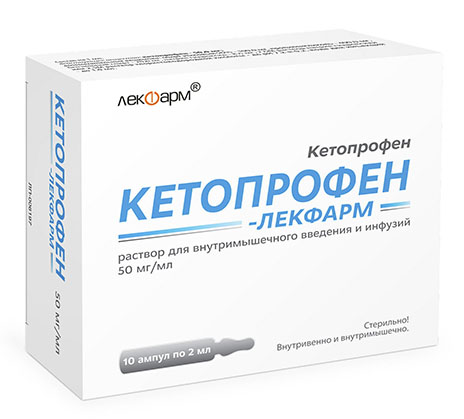 лекФарм®
Кетопрофен
КЕТОПРОФЕН
-ЛЕКФАРМ
раствор для внутримышечного введения и инфузий
50 мг/мл
Стерильно!
Внутривенно и внутримышечно.
10 ампул по 2 мл
КЕТОПРОФЕН
-ЛЕКФАРМ
50 мг/мл